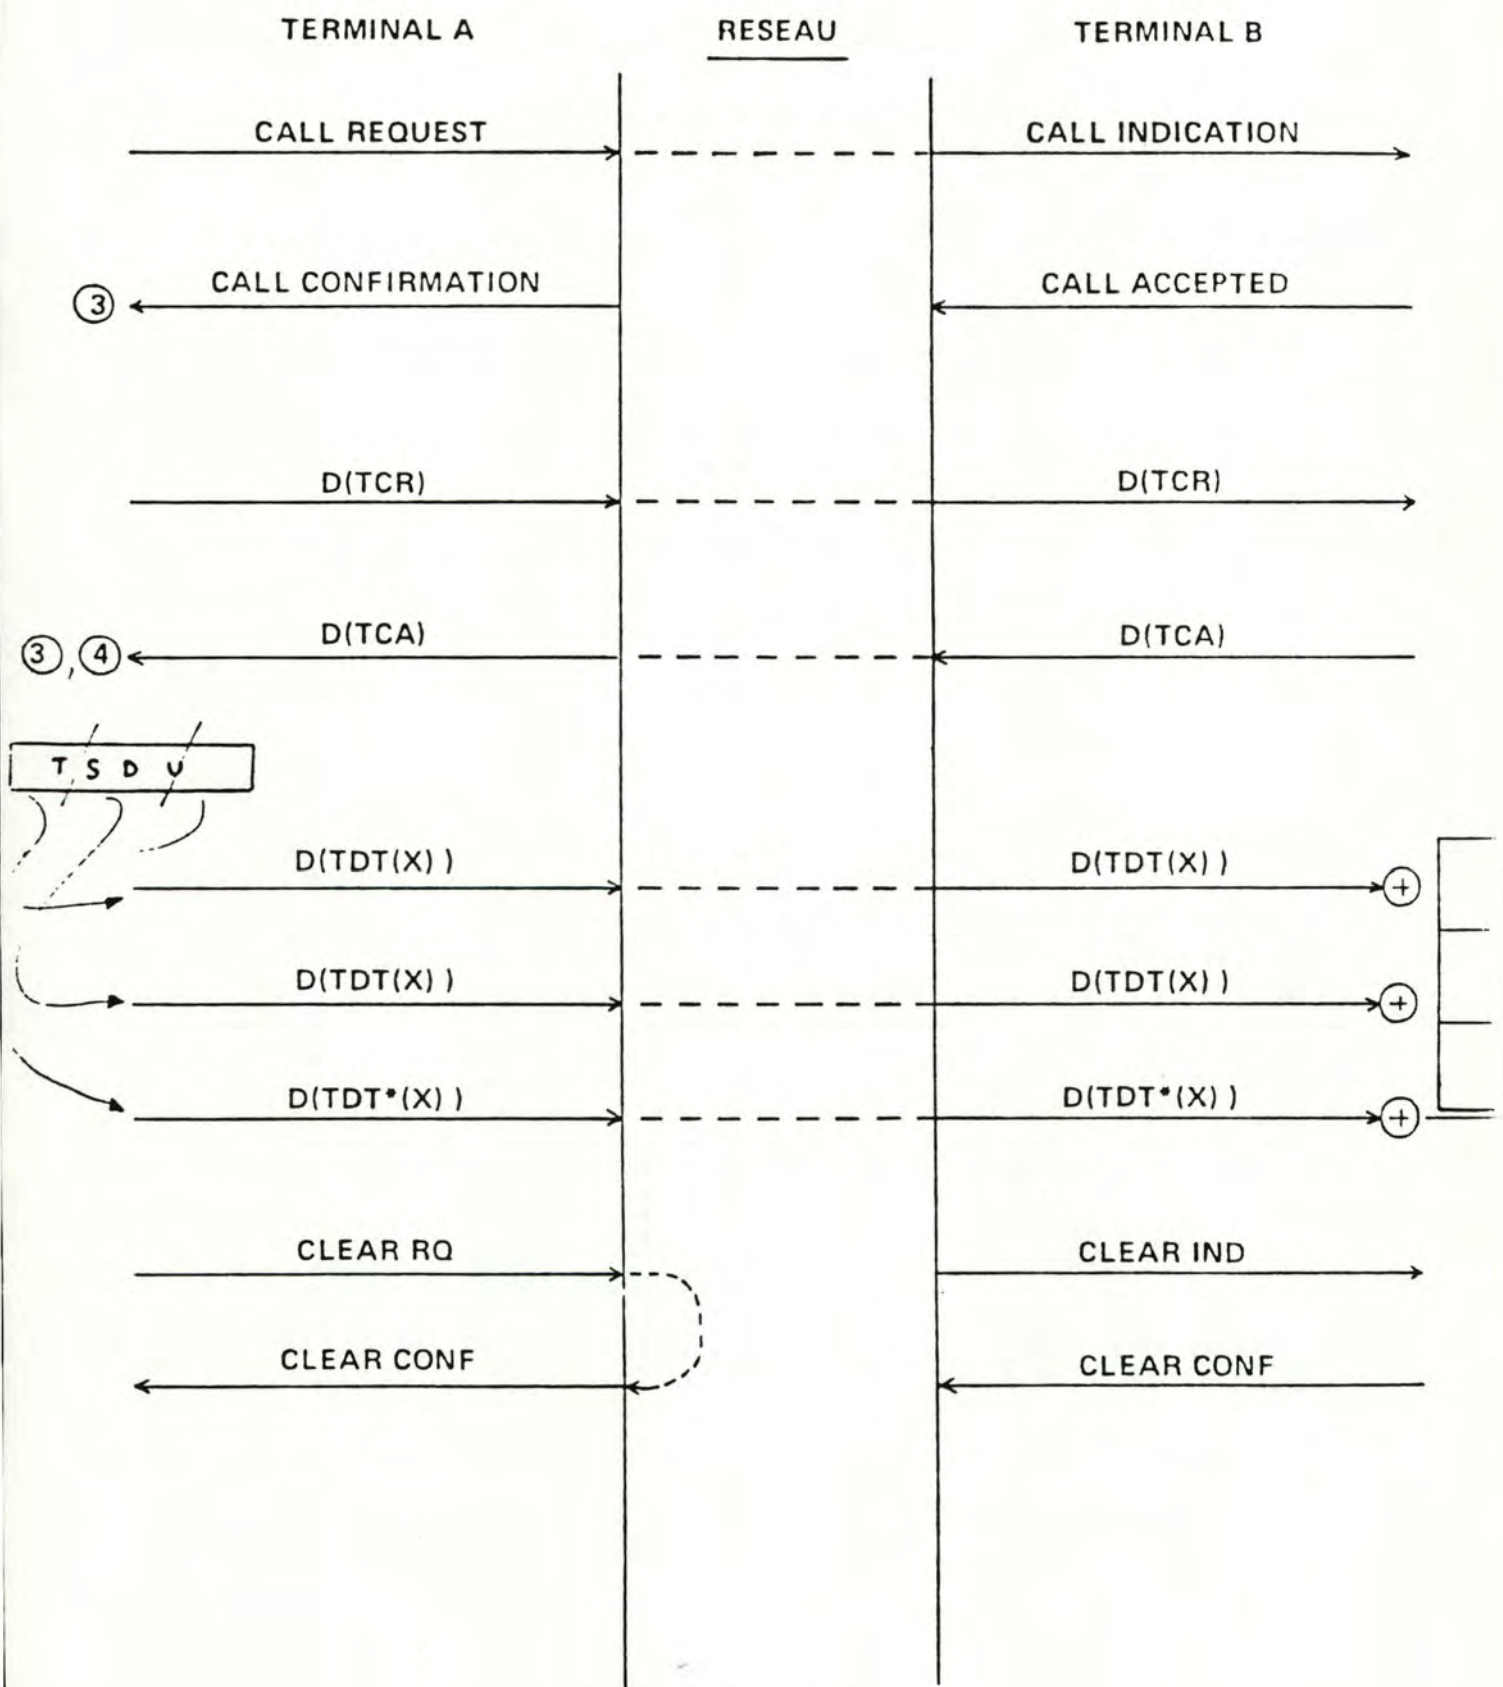 TERMINAL A RESEAU TERMINAL B
CALL REQUEST CALL INDICATION
3 CALL CONFIRMATION CALL ACCEPTED
D(TCR) D(TCR)
3, 4 D(TCA) D(TCA)
T S D U
D(TDT(X)) D(TDT(X)) +
D(TDT(X)) D(TDT(X)) +
D(TDT*(X)) D(TDT*(X)) +
CLEAR RQ CLEAR IND
CLEAR CONF CLEAR CONF